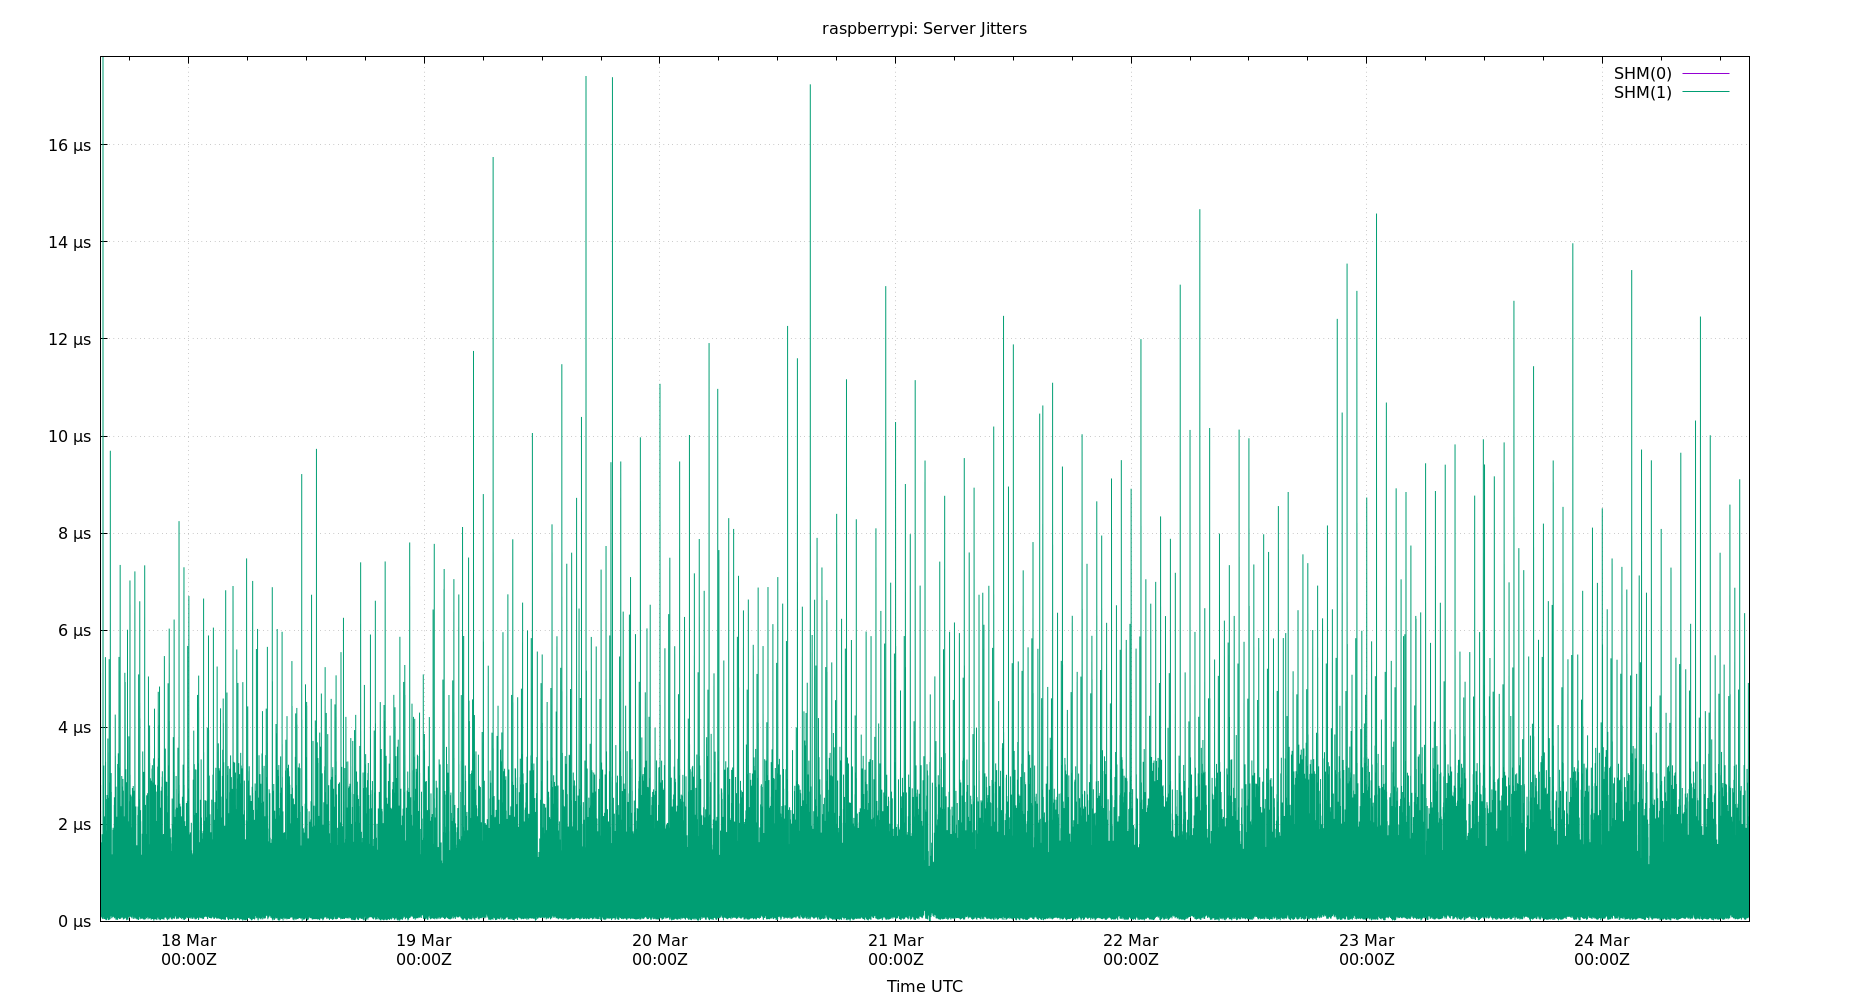 raspberrypi: Server Jitters
SHM(0)
SHM(1)
16 µs
14 µs
12 µs
10 µs
8 µs
6 µs
4 µs
2 µs
0 µs
18 Mar 19 Mar 20 Mar 21 Mar 22 Mar 23 Mar 24 Mar
00:00Z 00:00Z 00:00Z 00:00Z 00:00Z 00:00Z 00:00Z
Time UTC